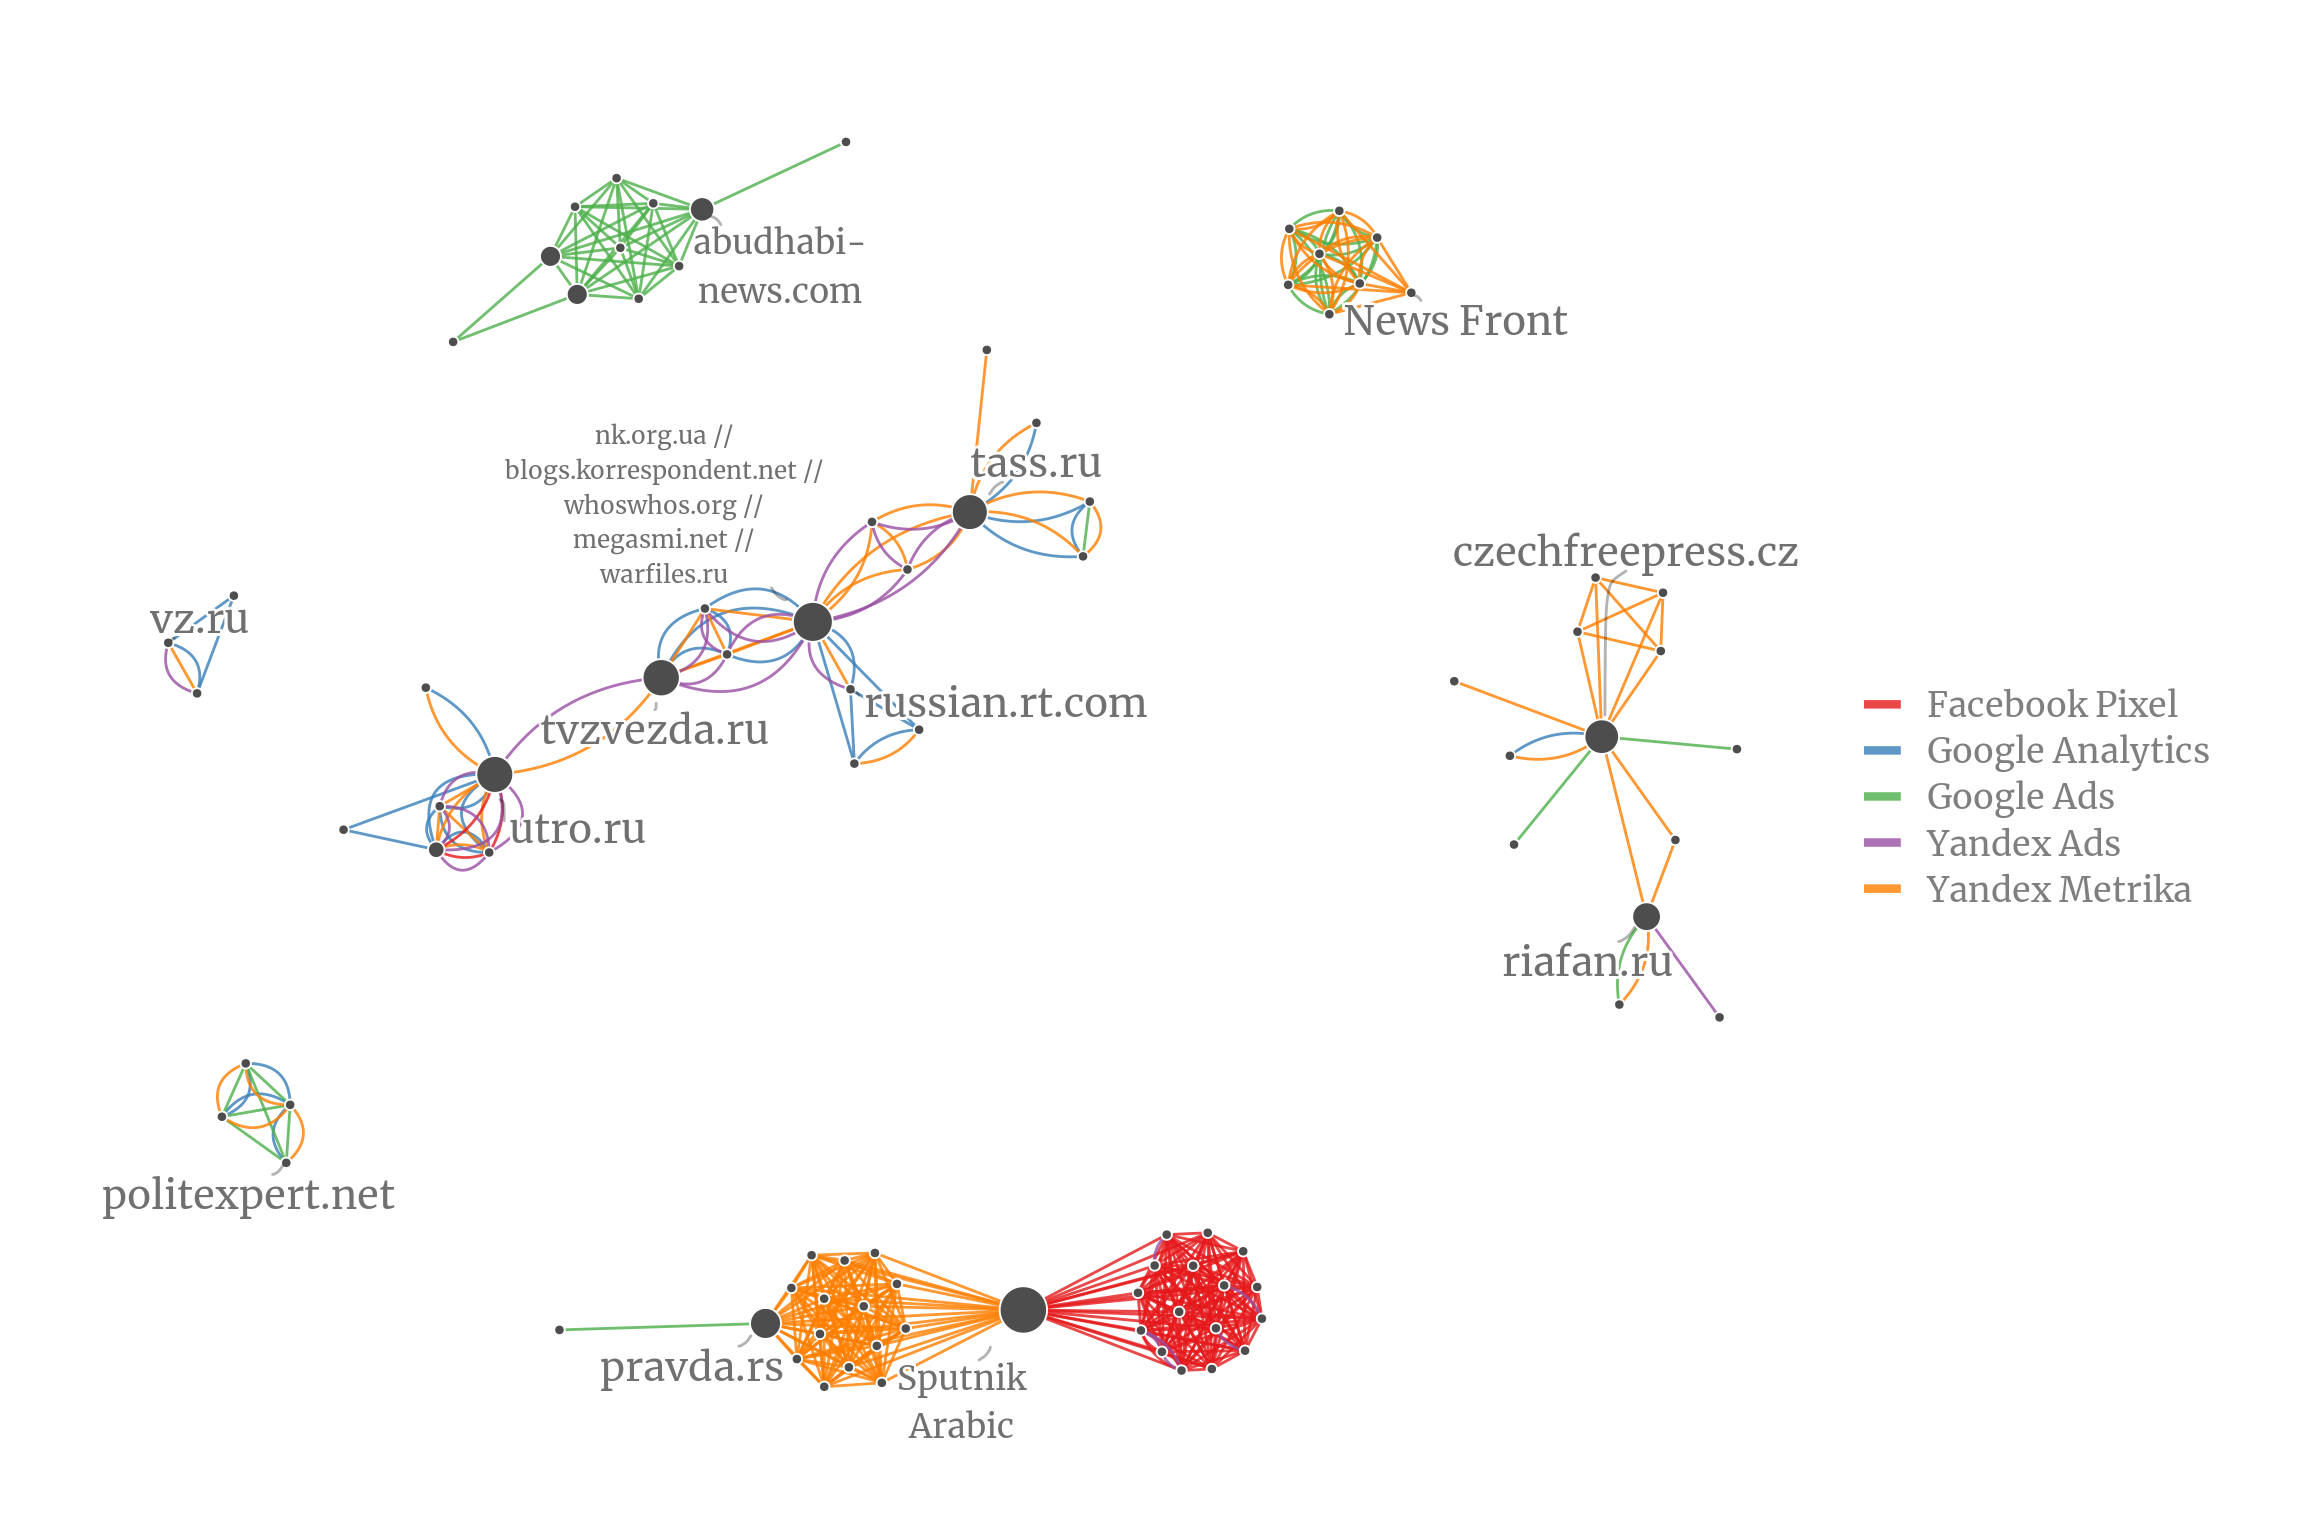 abudhabi-
news.com
News Front
nk.org.ua //
blogs.korrespondent.net //
whoswhos.org //
megasmi.net //
warfiles.ru
tass.ru
czechfreepress.cz
vz.ru
tvzvezda.ru
russian.rt.com
utro.ru
Facebook Pixel
Google Analytics
Google Ads
Yandex Ads
Yandex Metrika
riafan.ru
politexpert.net
pravda.rs
Sputnik
Arabic